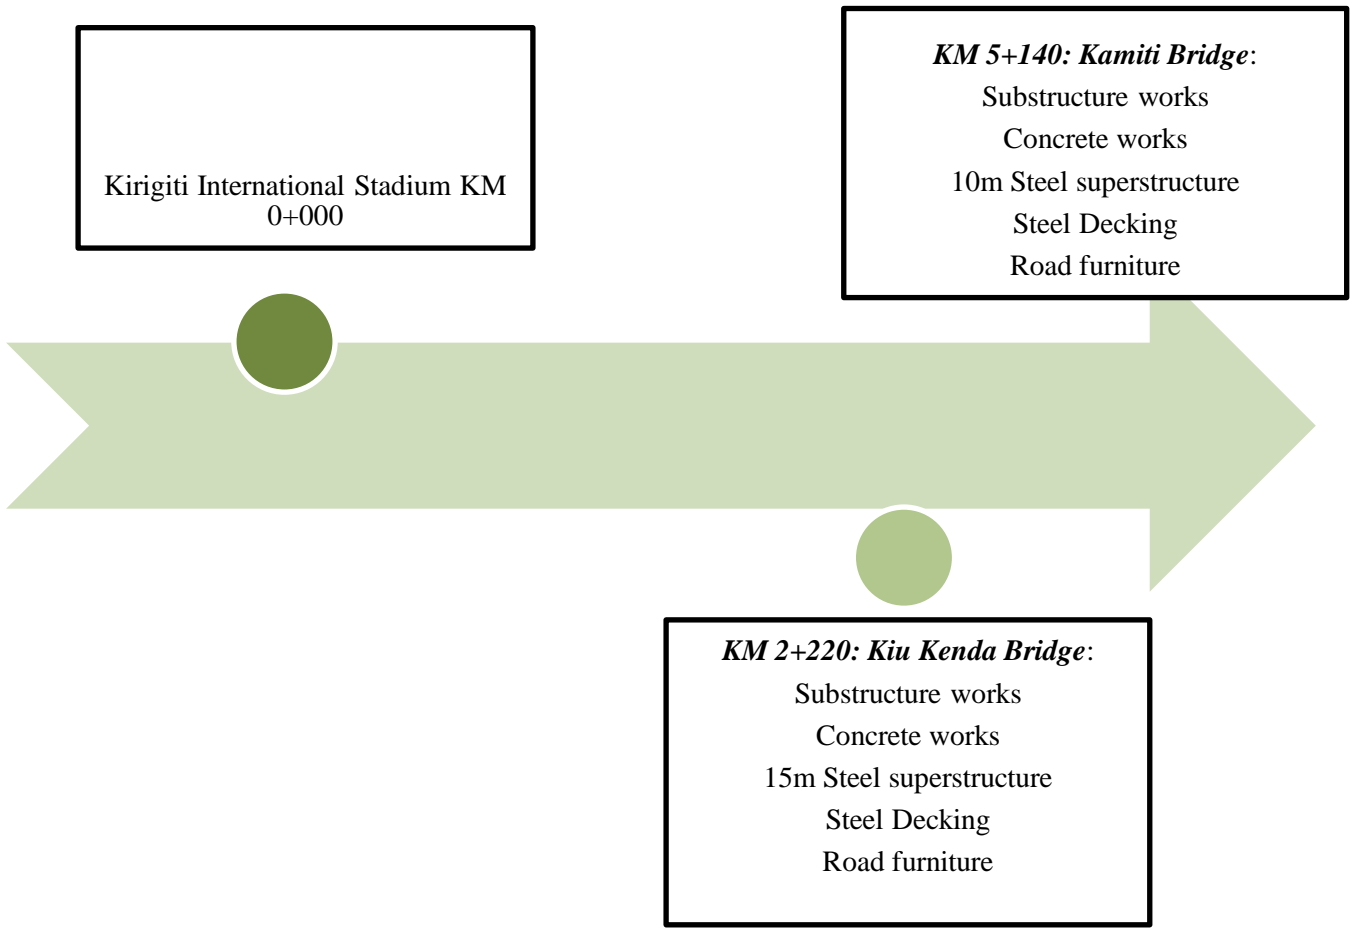 Kirigiti International Stadium KM
0+000
KM 5+140: Kamiti Bridge:
Substructure works
Concrete works
10m Steel superstructure
Steel Decking
Road furniture
KM 2+220: Kiu Kenda Bridge:
Substructure works
Concrete works
15m Steel superstructure
Steel Decking
Road furniture